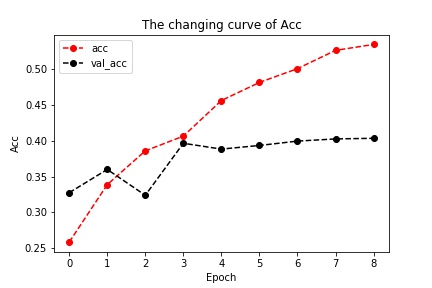 The changing curve of Acc
acc
val_acc
0.50
0.45
0.40
0.35
0.30
0.25
Acc
0 1 2 3 4 5 6 7 8
Epoch